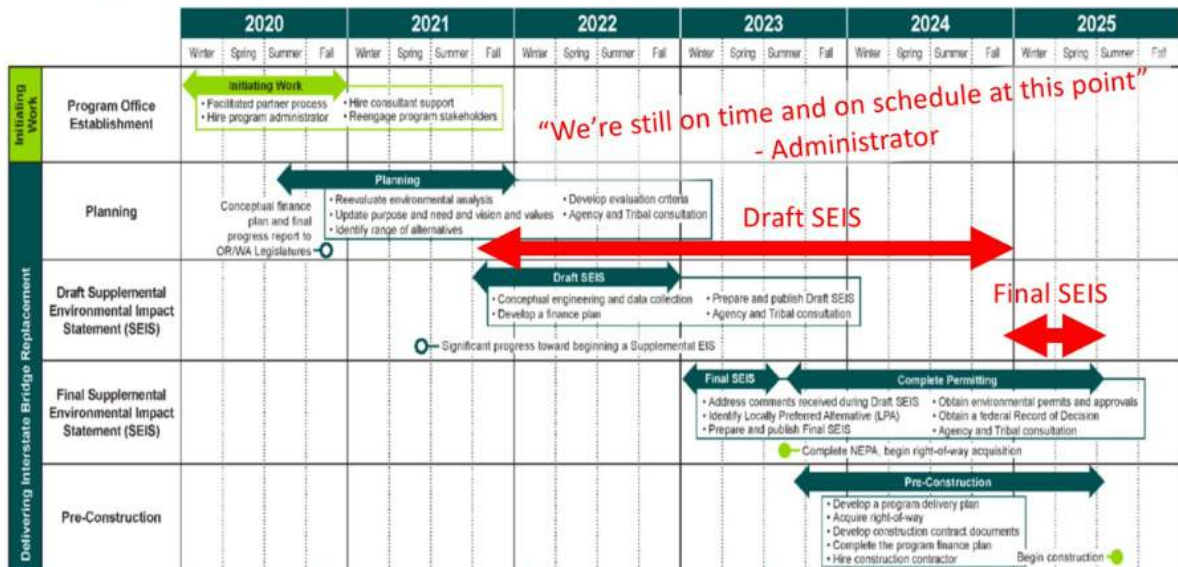 2020 2021 2022 2023 2024 2025
Winter Spring Summer Fall Winter Spring Summer Fall Winter Spring Summer Fall Winter Spring Summer Fall Winter Spring Summer Fall Winter Spring Summer Fall
Initiating
Work
Program Office
Establishment
Initiating Work
• Facilitated partner process
• Hire program administrator
• Hire consultant support
• Reengage program stakeholders
“We’re still on time and on schedule at this point”
- Administrator
Delivering Interstate Bridge Replacement
Planning
Planning
Conceptual finance
plan and final
progress report to
OR/WA Legislatures
• Reevaluate environmental analysis
• Update purpose and need and vision and values
• Identify range of alternatives
• Develop evaluation criteria
• Agency and Tribal consultation
Draft SEIS
Draft Supplemental
Environmental Impact
Statement (SEIS)
Draft SEIS
• Conceptual engineering and data collection
• Develop a finance plan
• Prepare and publish Draft SEIS
• Agency and Tribal consultation
Significant progress toward beginning a Supplemental EIS
Final SEIS
Final Supplemental
Environmental Impact
Statement (SEIS)
Final SEIS
Complete Permitting
• Address comments received during Draft SEIS
• Identify Locally Preferred Alternative (LPA)
• Prepare and publish Final SEIS
• Obtain environmental permits and approvals
• Obtain a federal Record of Decision
• Agency and Tribal consultation
Complete NEPA, begin right-of-way acquisition
Pre-Construction
Pre-Construction
• Develop a program delivery plan
• Acquire right-of-way
• Develop construction contract documents
• Complete the program finance plan
• Hire construction contractor
Begin construction